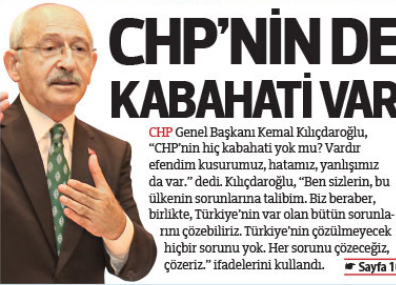 CHP'NİN DE
KABAHATİ VAR
CHP Genel Başkanı Kemal Kılıçdaroğlu,
“CHP'nin hiç kabahati yok mu? Vardır
efendim kusurumuz, hatamız, yanlışımız
da var.” dedi. Kılıçdaroğlu, “Ben sizlerin, bu
ülkenin sorunlarına talibim. Biz beraber,
birlikte, Türkiye'nin var olan bütün sorunla-
rını çözebiliriz. Türkiye'nin çözülmeyecek
hiçbir sorunu yok. Her sorunu çözeceğiz,
çözeriz.” ifadelerini kullandı.
☛ Sayfa